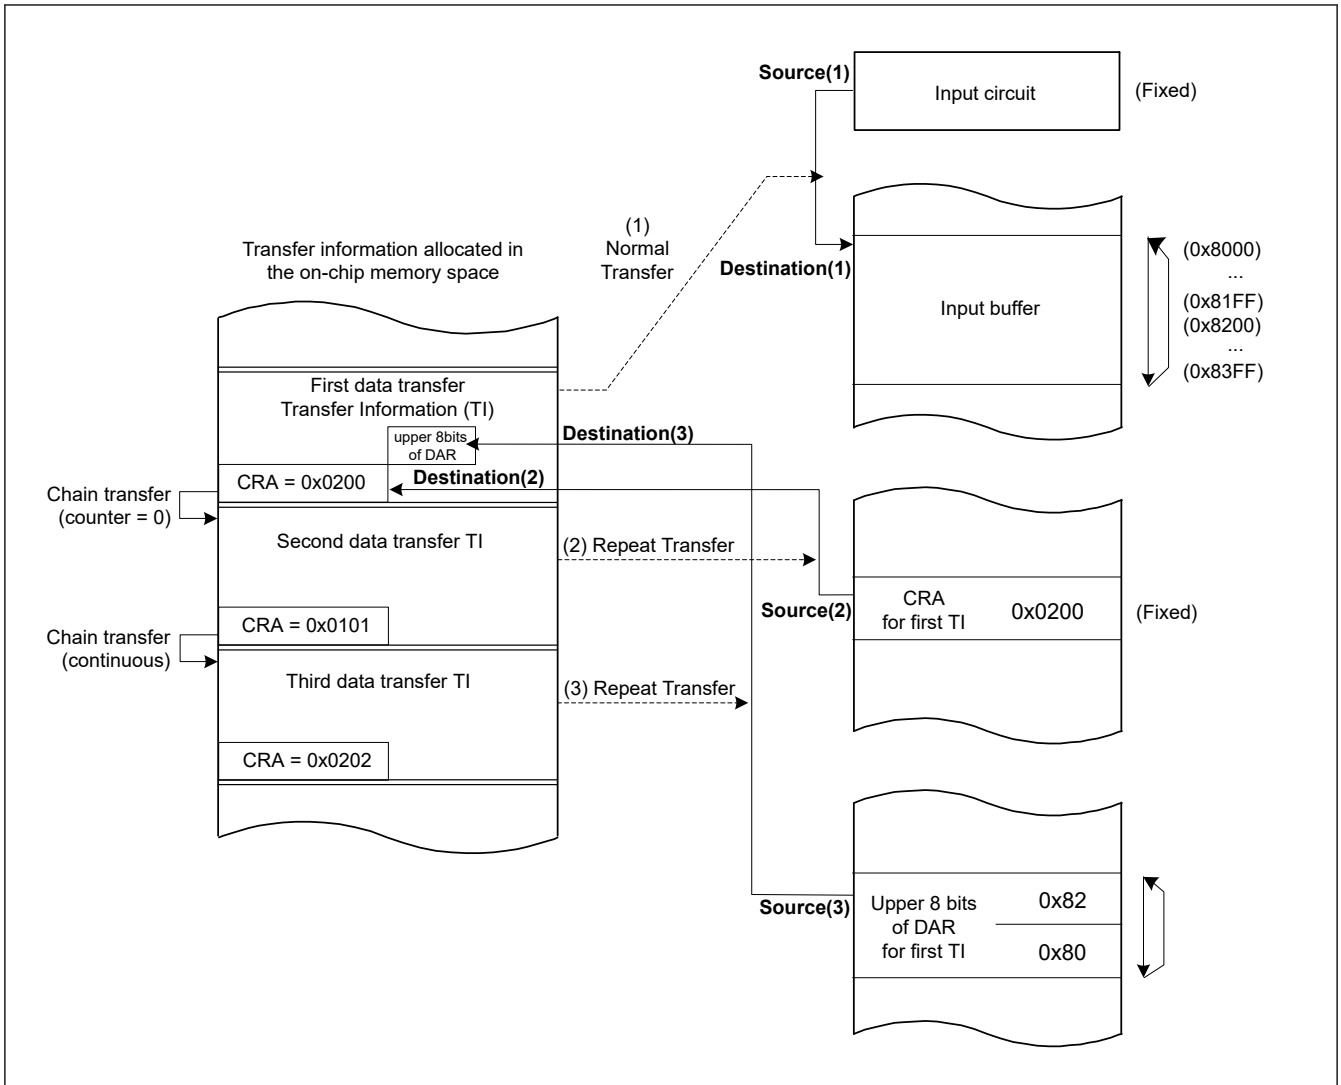 Source(1)
Input circuit
(Fixed)
(1)
Normal
Transfer
Transfer information allocated in
the on-chip memory space
Destination(1)
Input buffer
(0x8000)
...
(0x81FF)
(0x8200)
...
(0x83FF)
First data transfer
Transfer Information (TI)
upper 8bits
of DAR
Destination(3)
CRA = 0x0200
Destination(2)
Chain transfer
(counter = 0)
Second data transfer TI
(2) Repeat Transfer
Source(2)
CRA
for first TI
0x0200
(Fixed)
CRA = 0x0101
Chain transfer
(continuous)
Third data transfer TI
(3) Repeat Transfer
CRA = 0x0202
Source(3)
Upper 8 bits
of DAR
for first TI
0x82
0x80